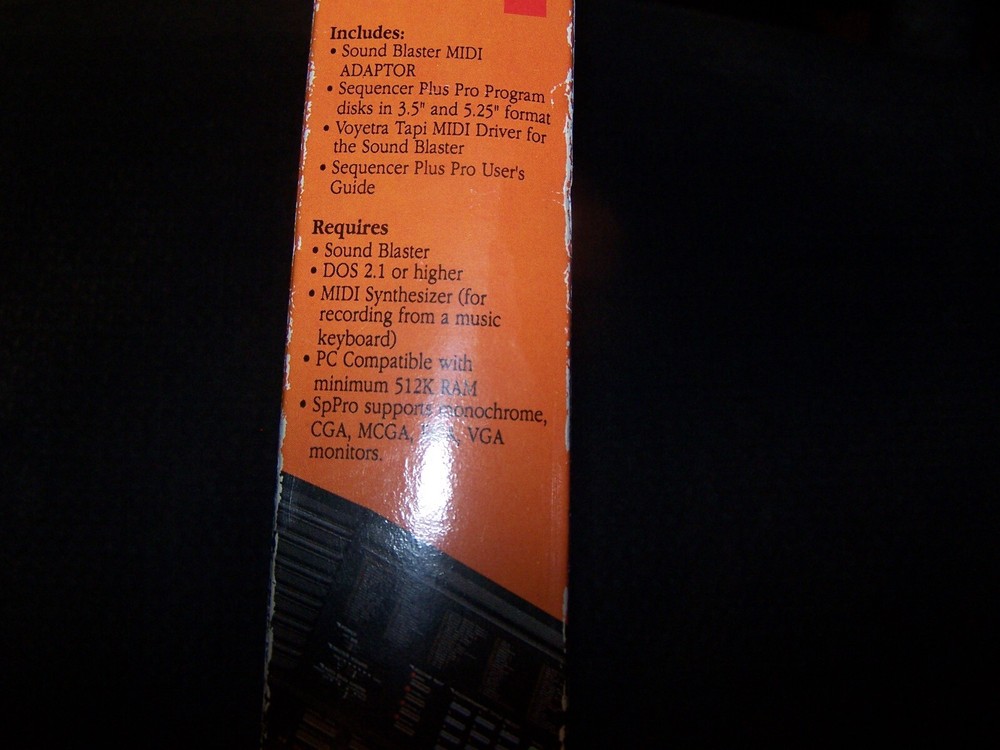 Includes:
• Sound Blaster MIDI
ADAPTOR
• Sequencer Plus Pro Program
disks in 3.5" and 5.25" format
• Voyetra Tapi MIDI Driver for
the Sound Blaster
• Sequencer Plus Pro User's
Guide
Requires
• Sound Blaster
• DOS 2.1 or higher
• MIDI Synthesizer (for
recording from a music
keyboard)
• PC Compatible with
minimum 512K RAM
• SpPro supports monochrome,
CGA, MCGA, VGA
monitors.